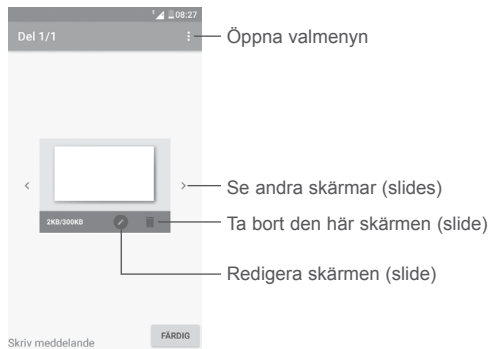 08:27
Del 1/1
Öppna valmenyn
Se andra skärmar (slides)
2KB/300KB
Ta bort den här skärmen (slide)
Redigera skärmen (slide)
Skriv meddelande
FÄRDIG